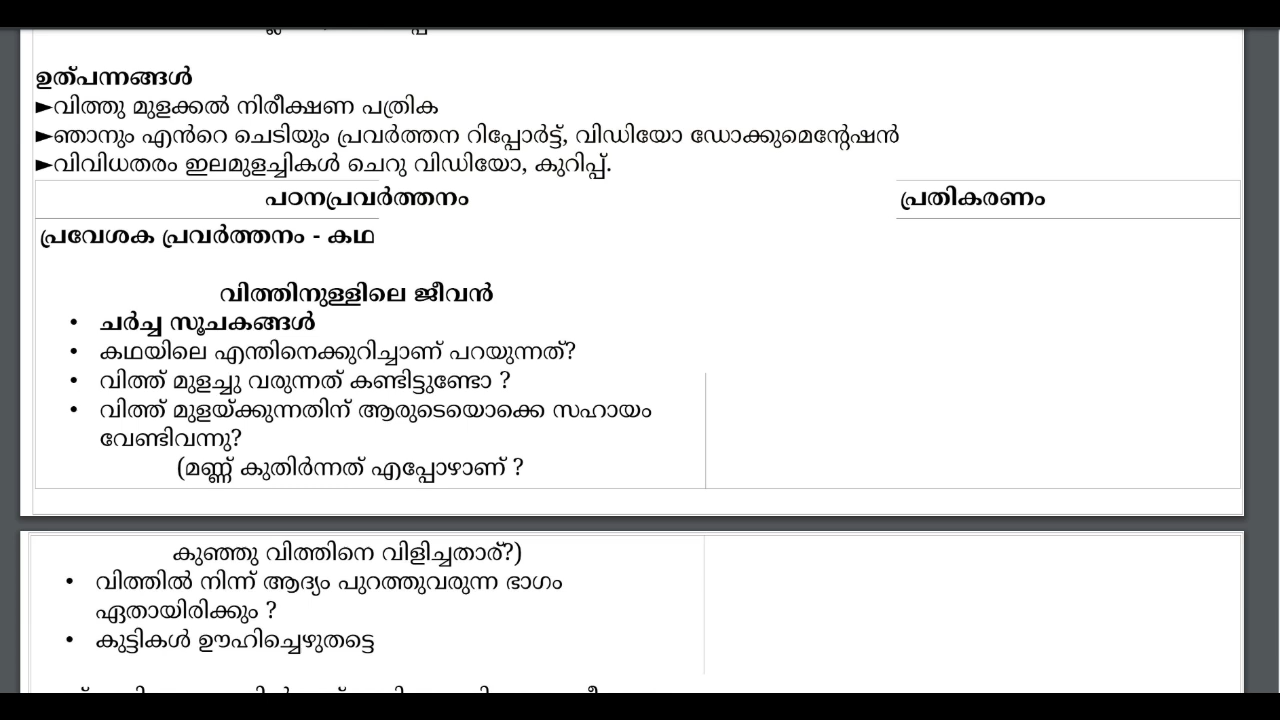 ഉത്പന്നങ്ങൾ
►വിത്തു മുളക്കൽ നിരീക്ഷണ പത്രിക
►ഞാനും എൻറെ ചെടിയും പ്രവർത്തന റിപ്പോർട്ട്, വിഡിയോ ഡോക്കുമെന്റേഷൻ
►വിവിധതരം ഇലമുളച്ചികൾ ചെറു വിഡിയോ, കുറിപ്പ്.
പഠനപ്രവർത്തനം പ്രതികരണം
പ്രവേശക പ്രവർത്തനം - കഥ
വിത്തിനുള്ളിലെ ജീവൻ
• ചർച്ച സൂചകങ്ങൾ
• കഥയിലെ എന്തിനെക്കുറിച്ചാണ് പറയുന്നത്?
• വിത്ത് മുളച്ചു വരുന്നത് കണ്ടിട്ടുണ്ടോ ?
• വിത്ത് മുളയ്ക്കുന്നതിന് ആരുടെയൊക്കെ സഹായം
വേണ്ടിവന്നു?
(മണ്ണ് കുതിർന്നത് എപ്പോഴാണ് ?
കുഞ്ഞു വിത്തിനെ വിളിച്ചതാര്?)
• വിത്തിൽ നിന്ന് ആദ്യം പുറത്തുവരുന്ന ഭാഗം
ഏതായിരിക്കും ?
• കുട്ടികൾ ഊഹിച്ചെഴുതട്ടെ